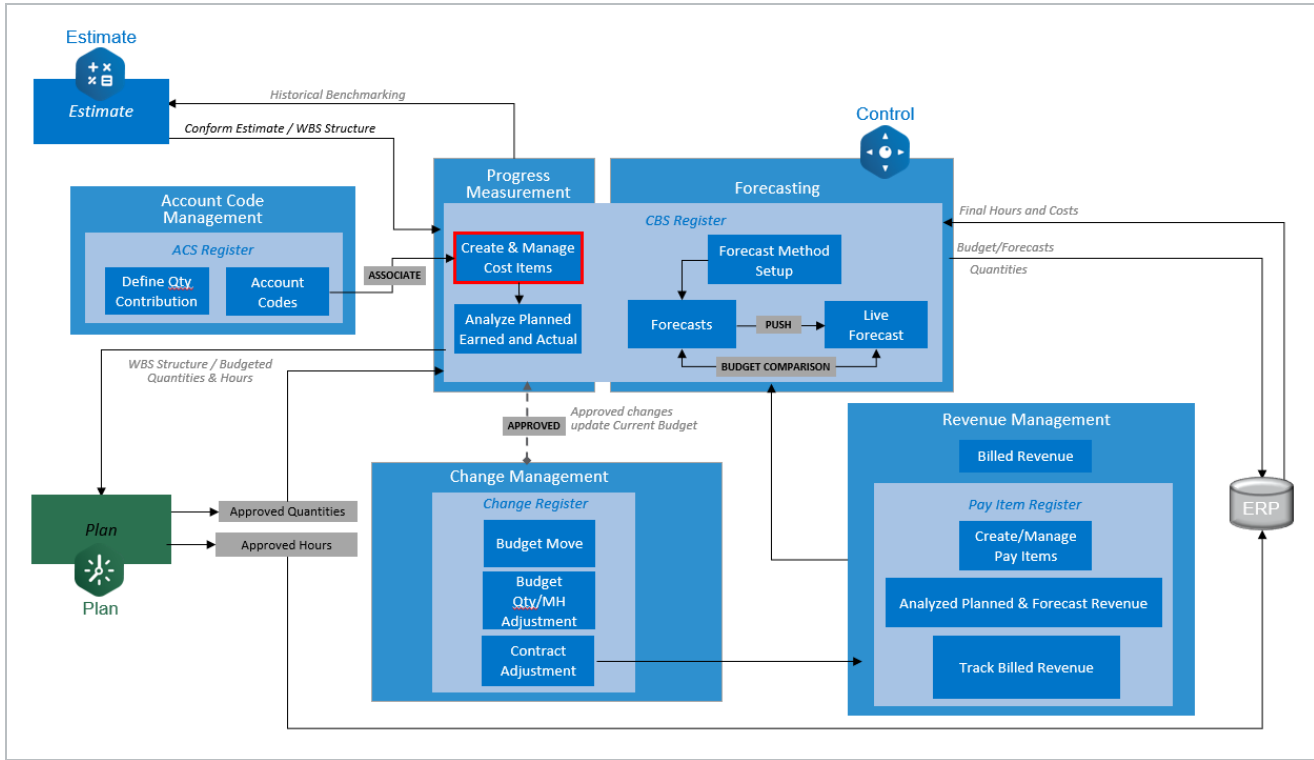 Estimate
Estimate
Historical Benchmarking
Conform Estimate / WBS Structure
Control
Progress
Measurement
Forecasting
Account Code
Management
ACS Register
Define Qty
Contribution
Account
Codes
ASSOCIATE
CBS Register
Create & Manage
Cost Items
Analyze Planned
Earned and Actual
Forecast Method
Setup
Forecasts
PUSH
Live
Forecast
BUDGET COMPARISON
Final Hours and Costs
Budget/Forecasts
Quantities
WBS Structure / Budgeted
Quantities & Hours
APPROVED
Approved changes
update Current Budget
Change Management
Change Register
Budget Move
Budget
Qty/MH
Adjustment
Contract
Adjustment
Revenue Management
Billed Revenue
Pay Item Register
Create/Manage
Pay Items
Analyzed Planned & Forecast Revenue
Track Billed Revenue
ERP
Plan
Plan
Approved Quantities
Approved Hours